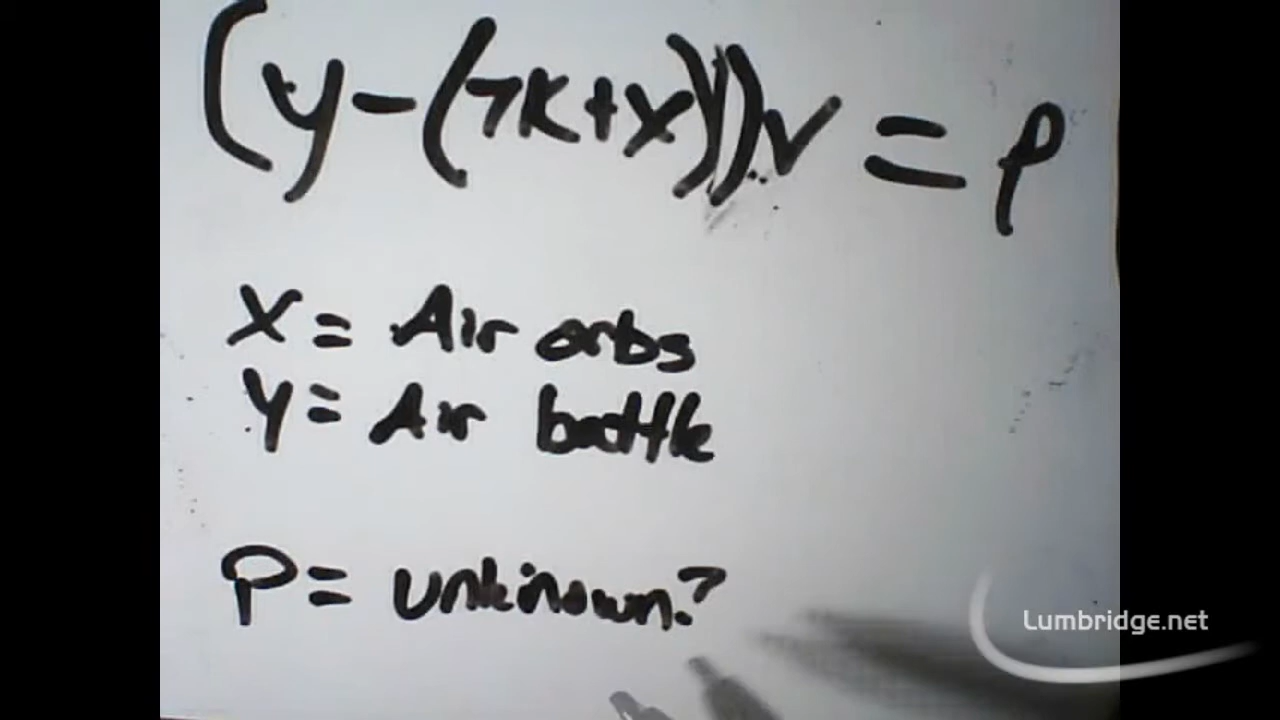 (y-(7K+x))v = P
X= Air orbs
Y= Air battle
P= unknown?
Lumbridge.net